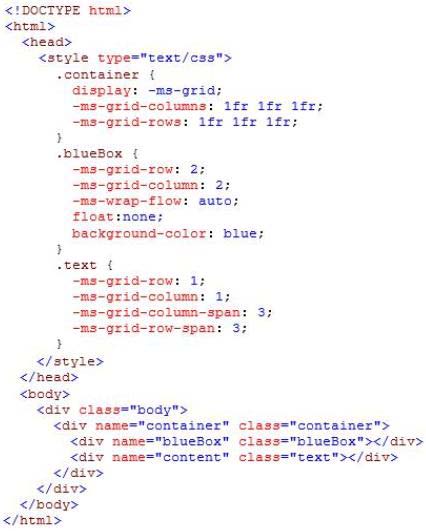 <!DOCTYPE html>
<html>
<head>
<style type="text/css">
.container {
display: -ms-grid;
-ms-grid-columns: 1fr 1fr 1fr;
-ms-grid-rows: 1fr 1fr 1fr;
}
.blueBox {
-ms-grid-row: 2;
-ms-grid-column: 2;
-ms-wrap-flow: auto;
float:none;
background-color: blue;
}
.text {
-ms-grid-row: 1;
-ms-grid-column: 1;
-ms-grid-column-span: 3;
-ms-grid-row-span: 3;
}
</style>
</head>
<body>
<div class="body">
<div name="container" class="container">
<div name="blueBox" class="blueBox"></div>
<div name="content" class="text"></div>
</div>
</div>
</body>
</html>